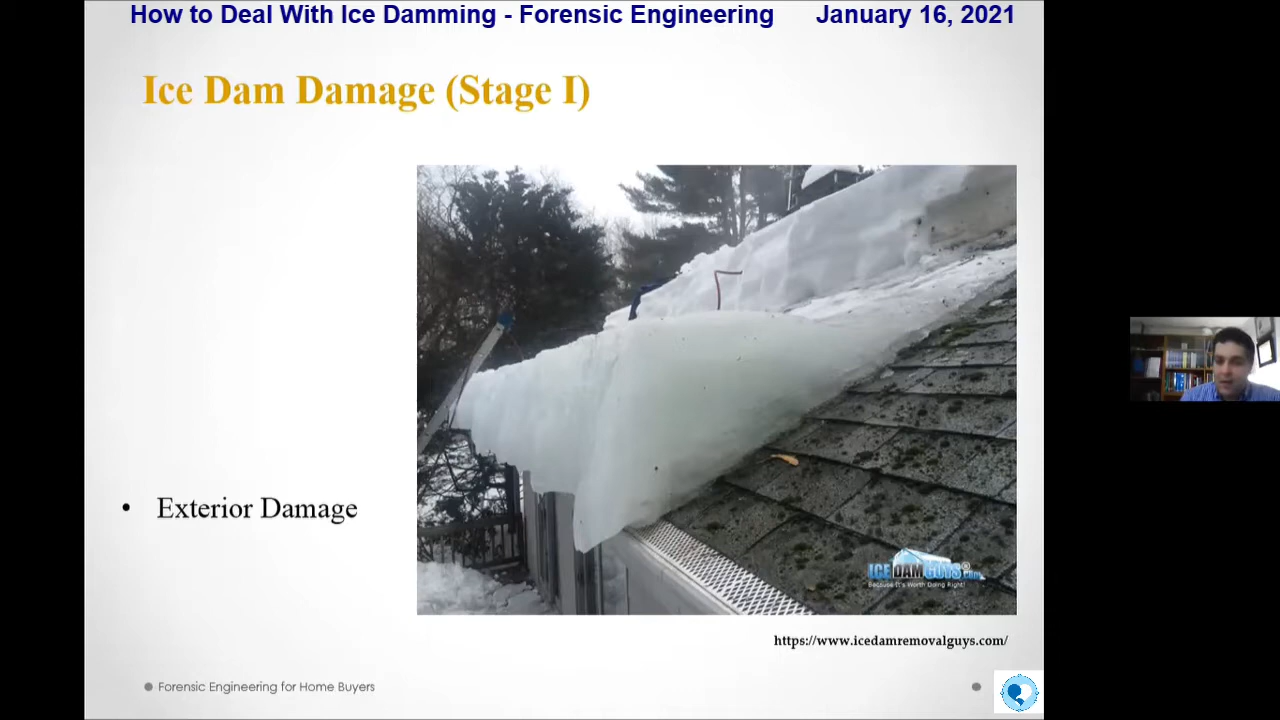 How to Deal With Ice Damming - Forensic Engineering January 16, 2021
Ice Dam Damage (Stage I)
• Exterior Damage
ICE DAM GUYS®.com
Because It's Worth Doing Right!
https://www.icedamremovalguys.com/
Forensic Engineering for Home Buyers